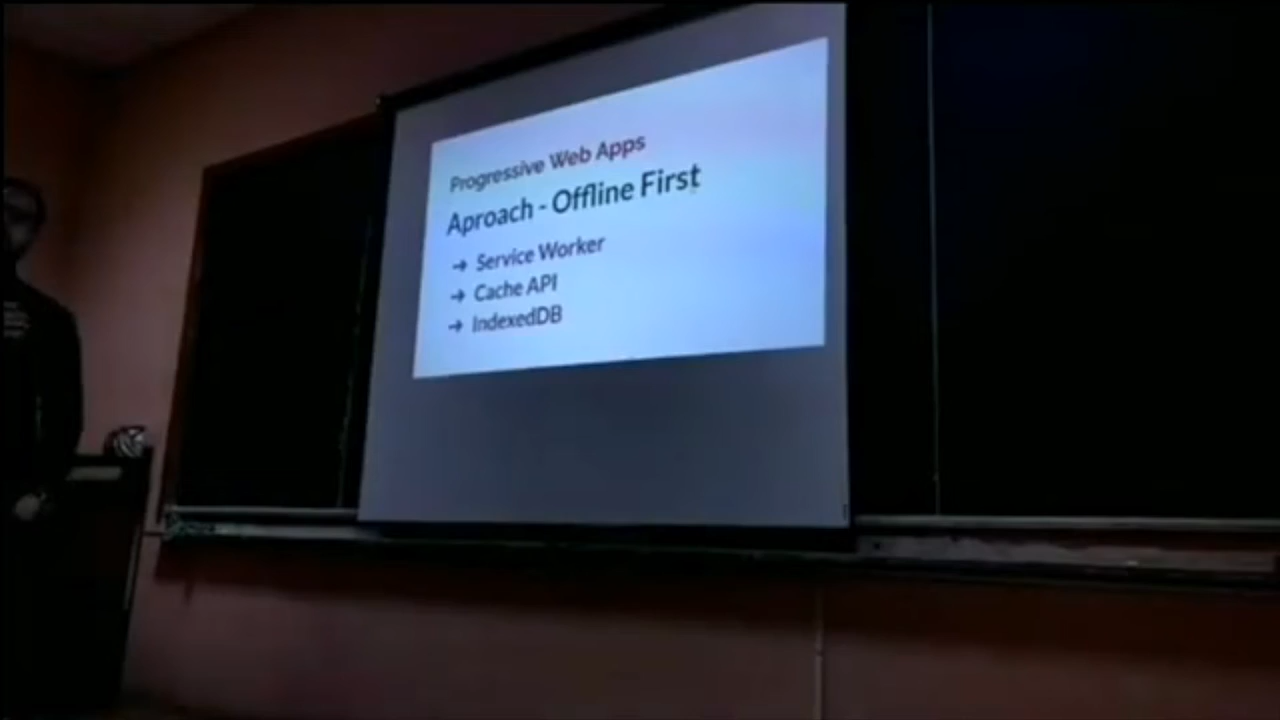 Progressive Web Apps
Aproach - Offline First
→ Service Worker
→ Cache API
→ IndexedDB